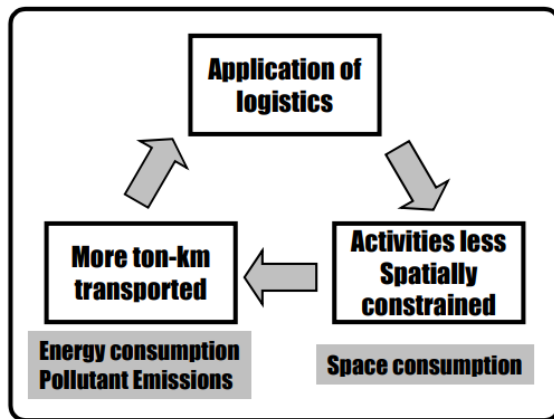 Application of
logistics
Activities less
Spatially
constrained
More ton-km
transported
Energy consumption
Pollutant Emissions
Space consumption